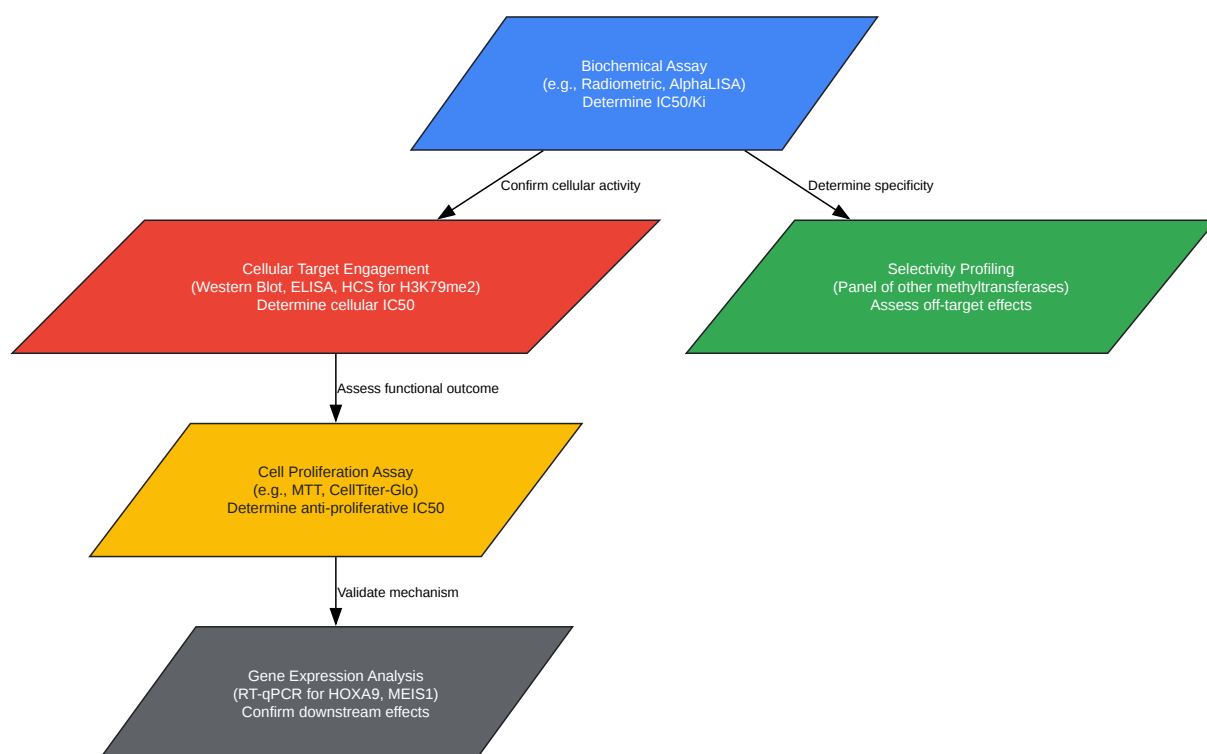 Biochemical Assay
(e.g., Radiometric, AlphaLISA)
Determine IC50/Ki
Confirm cellular activity
Determine specificity
Cellular Target Engagement
(Western Blot, ELISA, HCS for H3K79me2)
Determine cellular IC50
Selectivity Profiling
(Panel of other methyltransferases)
Assess off-target effects
Assess functional outcome
Cell Proliferation Assay
(e.g., MTT, CellTiter-Glo)
Determine anti-proliferative IC50
Validate mechanism
Gene Expression Analysis
(RT-qPCR for HOXA9, MEIS1)
Confirm downstream effects